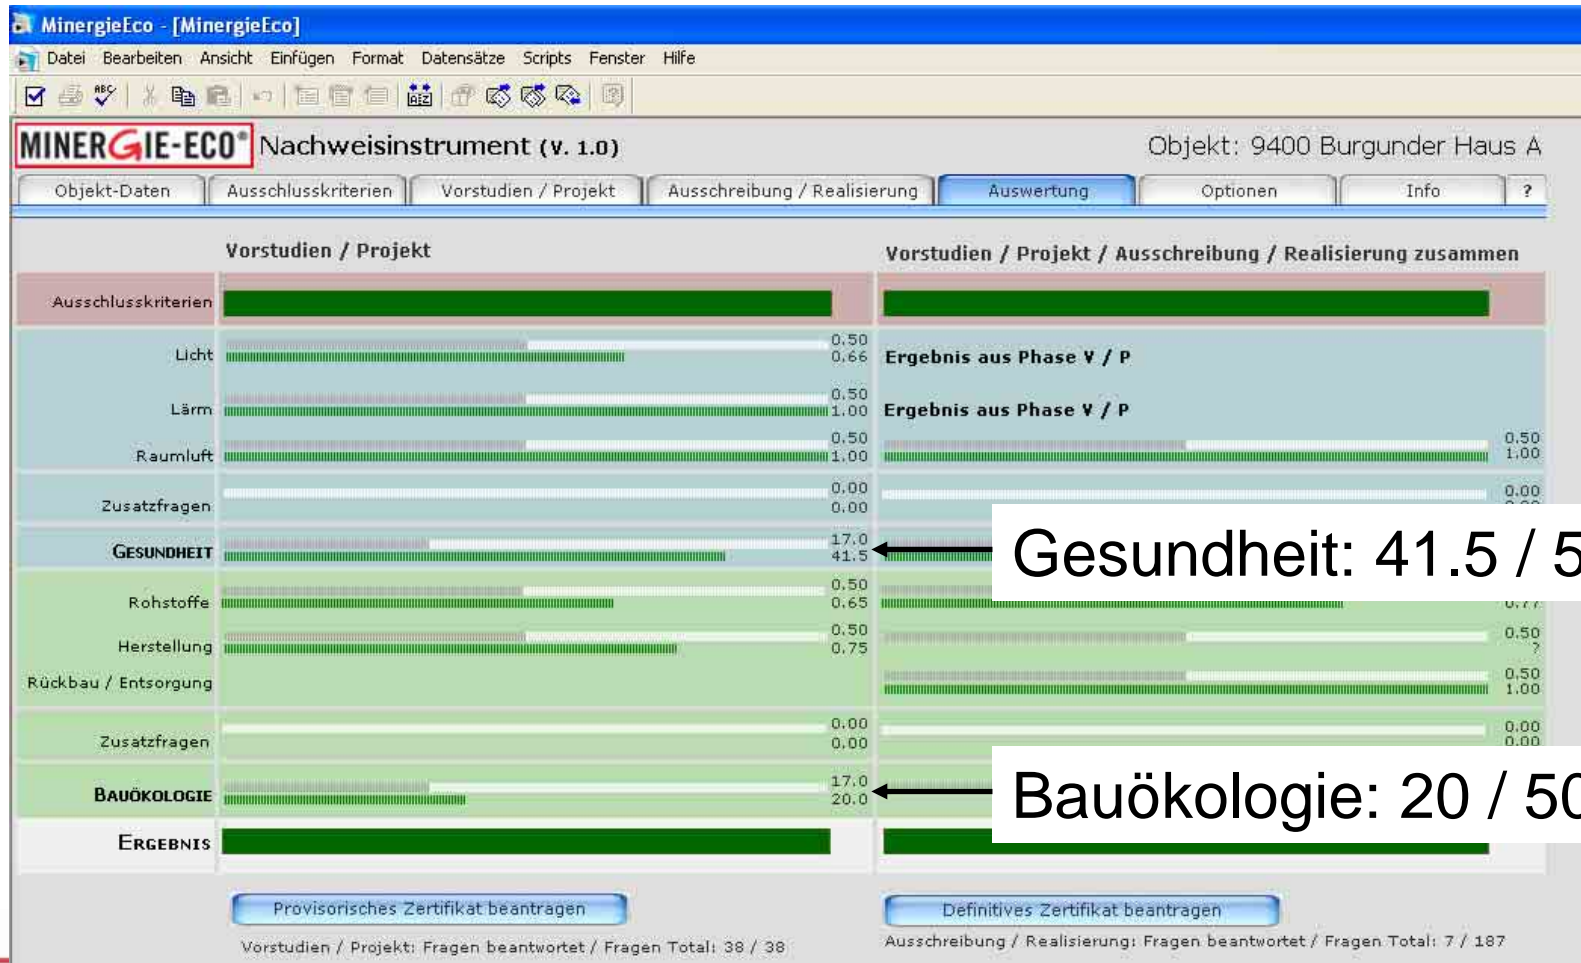 MinergieEco - [MinergieEco]
Datei Bearbeiten Ansicht Einfügen Format Datensätze Scripts Fenster Hilfe
MINERGIE-ECO® Nachweisinstrument (V. 1.0) Objekt: 9400 Burgunder Haus A
Objekt-Daten Ausschlusskriterien Vorstudien / Projekt Ausschreibung / Realisierung Auswertung Optionen Info ?
Vorstudien / Projekt Vorstudien / Projekt / Ausschreibung / Realisierung zusammen
Ausschlusskriterien
0.50
Licht 0.66 Ergebnis aus Phase V / P
0.50
Lärm 1.00 Ergebnis aus Phase V / P
0.50 0.50
Raumluft 1.00 1.00
0.00 0.00
Zusatzfragen 0.00
17.0
GESUNDHEIT 41.5 Gesundheit: 41.5 / 5
0.50
Rohstoffe 0.65 0.77
0.50 0.50
Herstellung 0.75 ?
0.50
Rückbau / Entsorgung 1.00
0.00 0.00
Zusatzfragen 0.00 0.00
17.0
BAUÖKOLOGIE 20.0 Bauökologie: 20 / 50
ERGEBNIS
Provisorisches Zertifikat beantragen Definitives Zertifikat beantragen
Vorstudien / Projekt: Fragen beantwortet / Fragen Total: 38 / 38 Ausschreibung / Realisierung: Fragen beantwortet / Fragen Total: 7 / 187